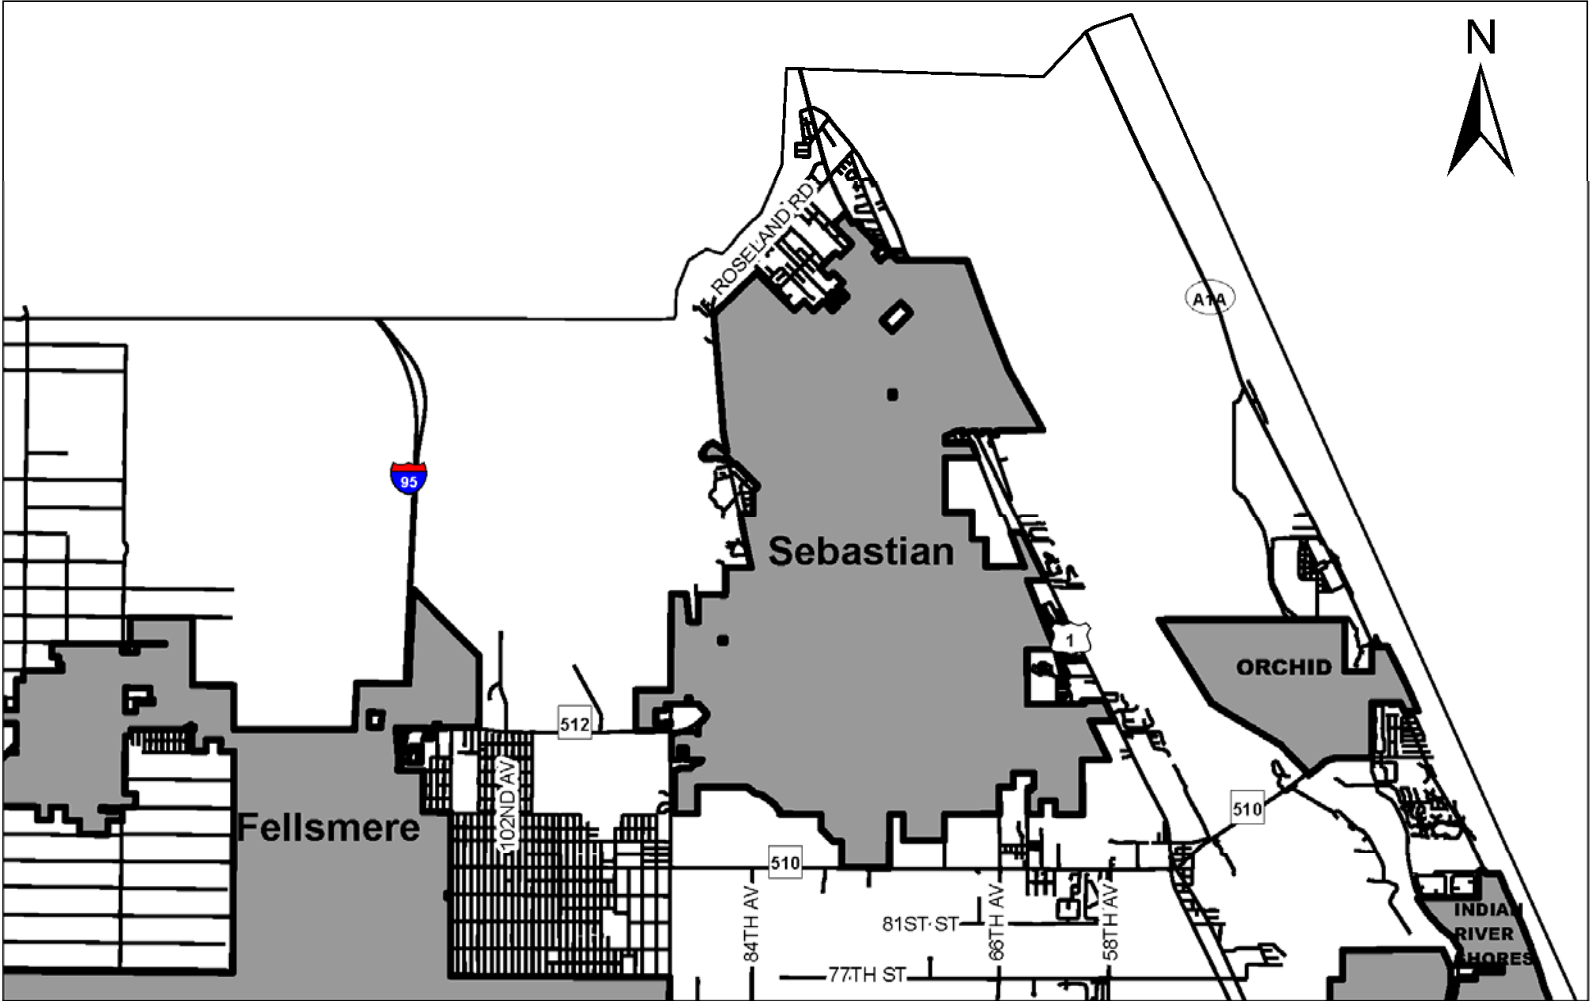 N
ROSELAND RD
A1A
95
Sebastian
1
ORCHID
512
102ND AV
510
Fellsmere
510
84TH AV
81ST ST
66TH AV
58TH AV
INDIAN
RIVER
SHORES
77TH ST